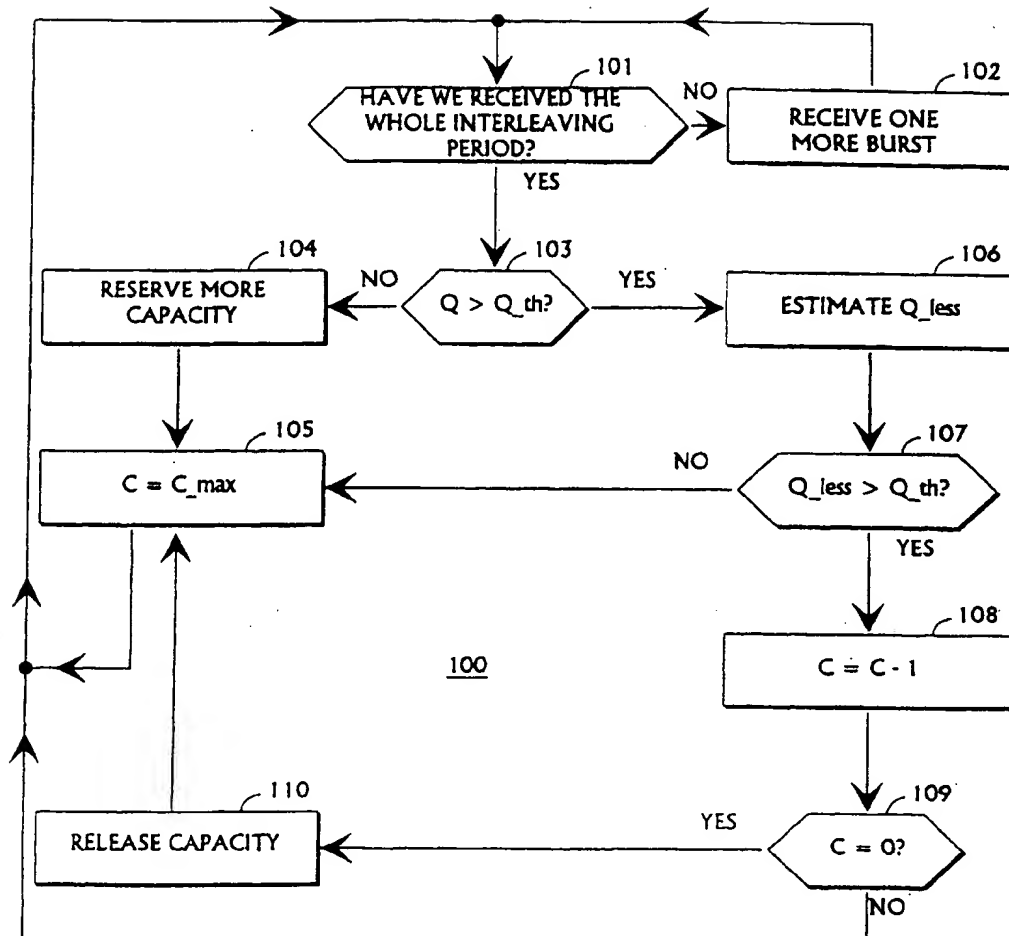 101
HAVE WE RECEIVED THE
WHOLE INTERLEAVING
PERIOD?
NO
102
RECEIVE ONE
MORE BURST
YES
103
Q > Q_th?
NO
104
RESERVE MORE
CAPACITY
YES
106
ESTIMATE Q_less
105
C = C_max
NO
107
Q_less > Q_th?
YES
108
C = C - 1
100
110
RELEASE CAPACITY
YES
109
C = 0?
NO